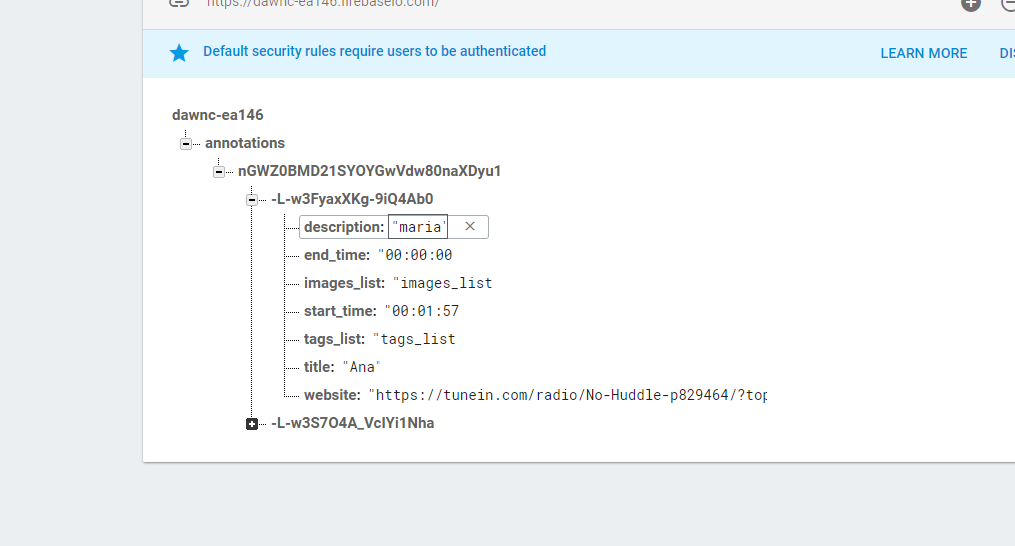 https://dawnc-ea146.firebaseio.com/
Default security rules require users to be authenticated
LEARN MORE
DI
dawnc-ea146
annotations
nGWZ0BMD21SYOYGwVdw80naXDyu1
-L-w3FyaxXKg-9iQ4Ab0
description: "maria"
end_time: "00:00:00
images_list: "images_list
start_time: "00:01:57
tags_list: "tags_list
title: "Ana"
website: "https://tunein.com/radio/No-Huddle-p829464/?top
-L-w3S7O4A_VclYi1Nha